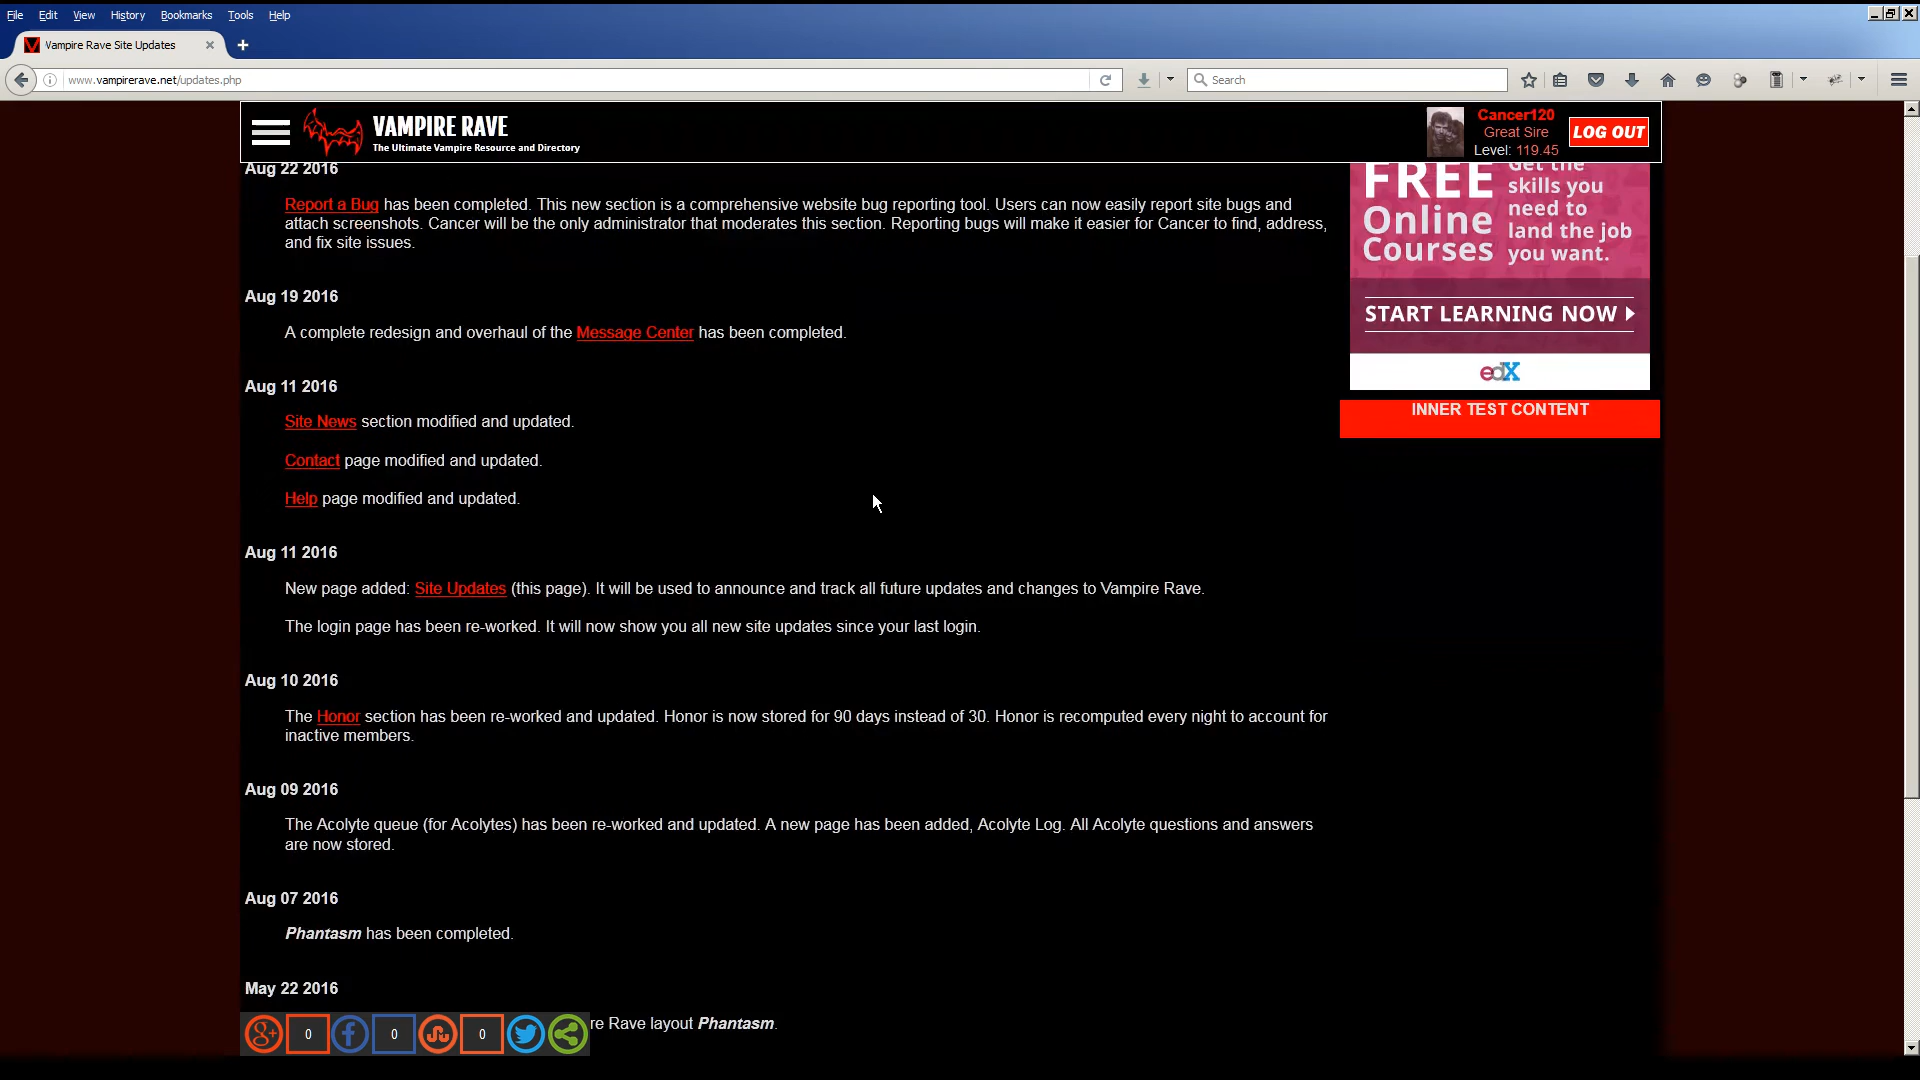 File Edit View History Bookmarks Tools Help
Vampire Rave Site Updates
www.vampirerave.net/updates.php
Search
VAMPIRE RAVE
The Ultimate Vampire Resource and Directory
Cancer120
Great Sire
Level: 119.45
LOG OUT
Aug 22 2016
Report a Bug has been completed. This new section is a comprehensive website bug reporting tool. Users can now easily report site bugs and
attach screenshots. Cancer will be the only administrator that moderates this section. Reporting bugs will make it easier for Cancer to find, address,
and fix site issues.
Aug 19 2016
A complete redesign and overhaul of the Message Center has been completed.
Aug 11 2016
Site News section modified and updated.
Contact page modified and updated.
Help page modified and updated.
Aug 11 2016
New page added: Site Updates (this page). It will be used to announce and track all future updates and changes to Vampire Rave.
The login page has been re-worked. It will now show you all new site updates since your last login.
Aug 10 2016
The Honor section has been re-worked and updated. Honor is now stored for 90 days instead of 30. Honor is recomputed every night to account for
inactive members.
Aug 09 2016
The Acolyte queue (for Acolytes) has been re-worked and updated. A new page has been added, Acolyte Log. All Acolyte questions and answers
are now stored.
Aug 07 2016
Phantasm has been completed.
May 22 2016
re Rave layout Phantasm.
g+ 0 f 0 0
FREE
Online
Courses
Get the
skills you
need to
land the job
you want.
START LEARNING NOW
edX
INNER TEST CONTENT